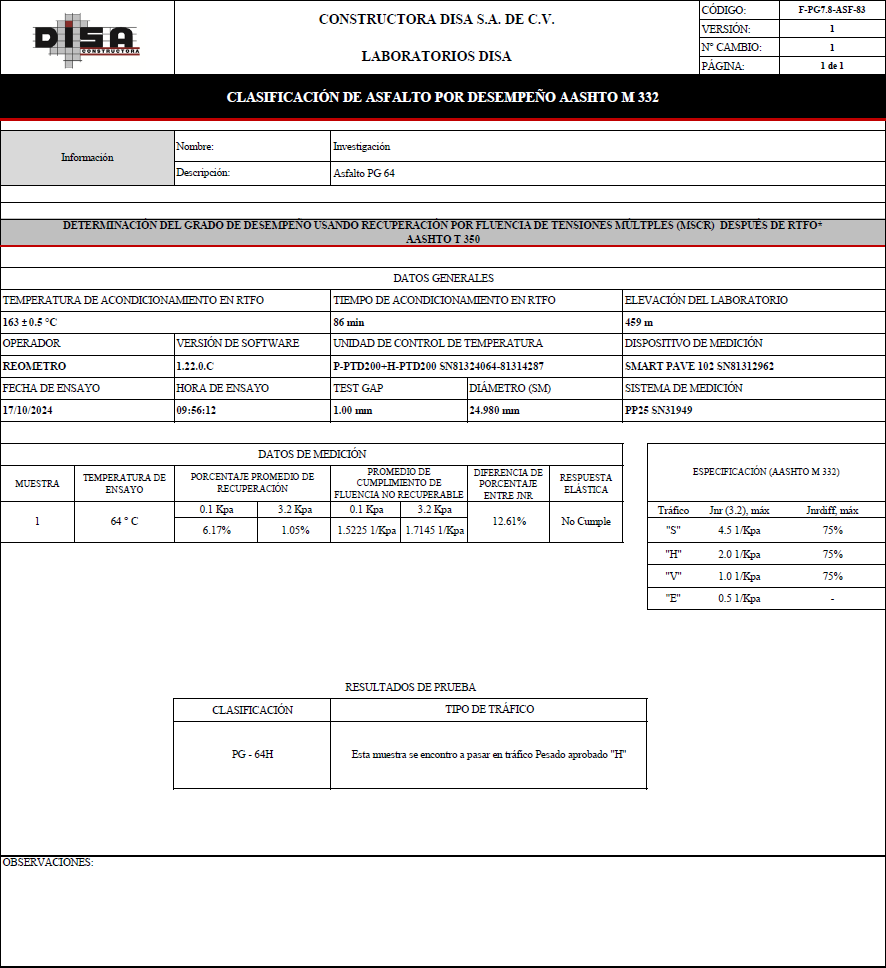 DISA
CONSTRUCTORA
CONSTRUCTORA DISA S.A. DE C.V.
LABORATORIOS DISA
CÓDIGO: F-PG7.8-ASF-83
VERSIÓN: 1
Nº CAMBIO: 1
PÁGINA: 1 de 1
CLASIFICACIÓN DE ASFALTO POR DESEMPEÑO AASHTO M 332
Información
Nombre: Investigación
Descripción: Asfalto PG 64
DETERMINACIÓN DEL GRADO DE DESEMPEÑO USANDO RECUPERACIÓN POR FLUENCIA DE TENSIONES MÚLTPLES (MSCR) DESPUÉS DE RTFO*
AASHTO T 350
DATOS GENERALES
TEMPERATURA DE ACONDICIONAMIENTO EN RTFO TIEMPO DE ACONDICIONAMIENTO EN RTFO ELEVACIÓN DEL LABORATORIO
163 ± 0.5 °C 86 min 459 m
OPERADOR VERSIÓN DE SOFTWARE UNIDAD DE CONTROL DE TEMPERATURA DISPOSITIVO DE MEDICIÓN
REOMETRO 1.22.0.C P-PTD200+H-PTD200 SN81324064-81314287 SMART PAVE 102 SN81312962
FECHA DE ENSAYO HORA DE ENSAYO TEST GAP DIÁMETRO (SM) SISTEMA DE MEDICIÓN
17/10/2024 09:56:12 1.00 mm 24.980 mm PP25 SN31949
DATOS DE MEDICIÓN
MUESTRA
TEMPERATURA DE
ENSAYO
PORCENTAJE PROMEDIO DE
RECUPERACIÓN
PROMEDIO DE
CUMPLIMIENTO DE
FLUENCIA NO RECUPERABLE
DIFERENCIA DE
PORCENTAJE
ENTRE JNR
RESPUESTA
ELÁSTICA
0.1 Kpa 3.2 Kpa 0.1 Kpa 3.2 Kpa
1 64 ° C 6.17% 1.05% 1.5225 1/Kpa 1.7145 1/Kpa 12.61% No Cumple
ESPECIFICACIÓN (AASHTO M 332)
Tráfico Jnr (3.2), máx Jnrdiff, máx
"S" 4.5 1/Kpa 75%
"H" 2.0 1/Kpa 75%
"V" 1.0 1/Kpa 75%
"E" 0.5 1/Kpa -
RESULTADOS DE PRUEBA
CLASIFICACIÓN TIPO DE TRÁFICO
PG - 64H Esta muestra se encontro a pasar en tráfico Pesado aprobado "H"
OBSERVACIONES: